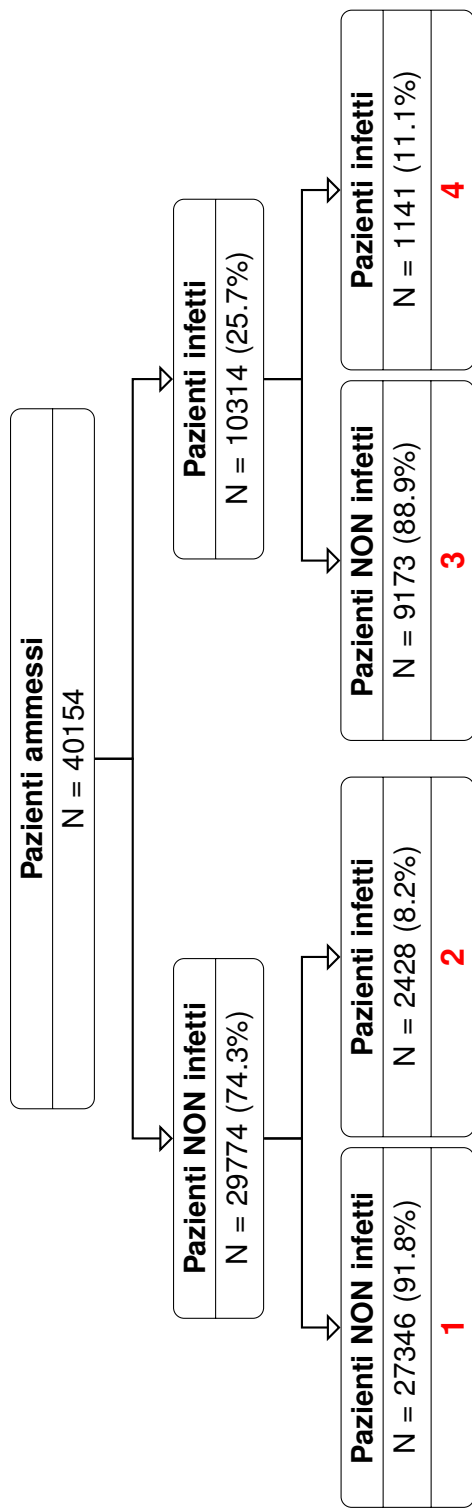 Pazienti ammessi
N = 40154
Pazienti NON infetti
N = 29774 (74.3%)
Pazienti infetti
N = 10314 (25.7%)
Pazienti NON infetti
N = 27346 (91.8%)
1
Pazienti infetti
N = 2428 (8.2%)
2
Pazienti NON infetti
N = 9173 (88.9%)
3
Pazienti infetti
N = 1141 (11.1%)
4